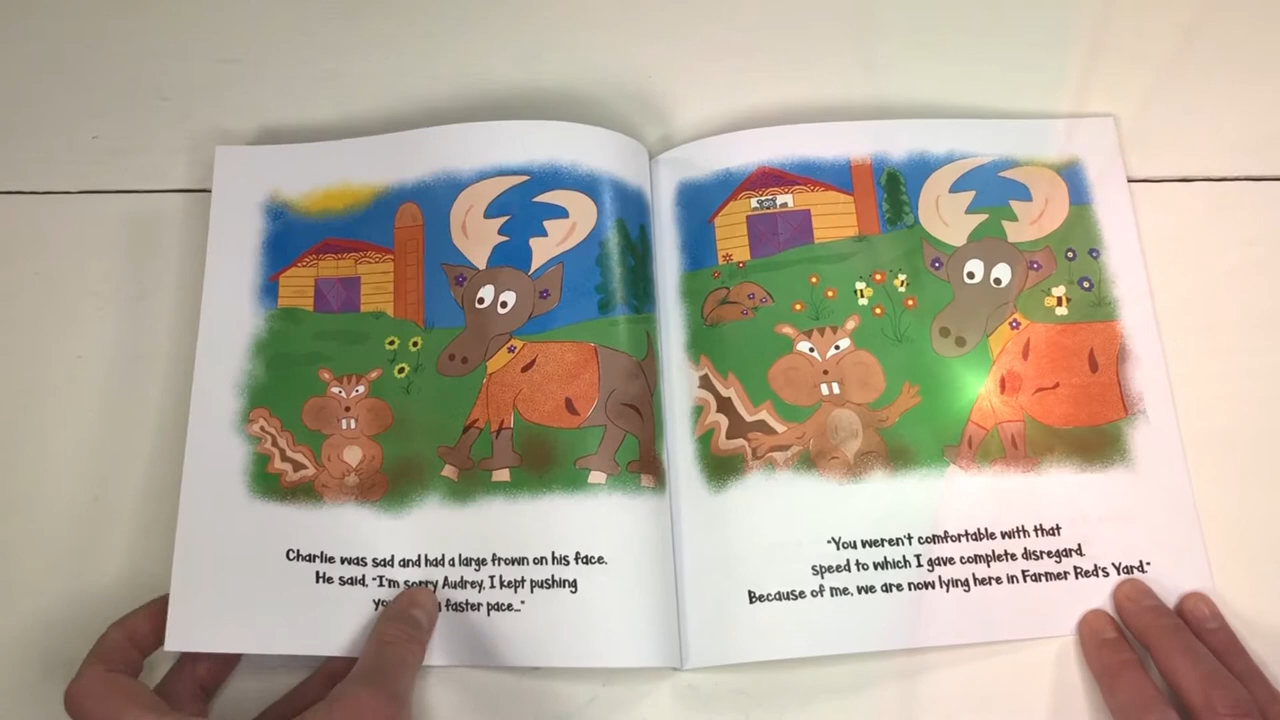 Charlie was sad and had a large frown on his face.
He said, "I'm sorry Audrey, I kept pushing
faster pace..."
"You weren't comfortable with that
speed to which I gave complete disregard.
Because of me, we are now lying here in Farmer Red's Yard."